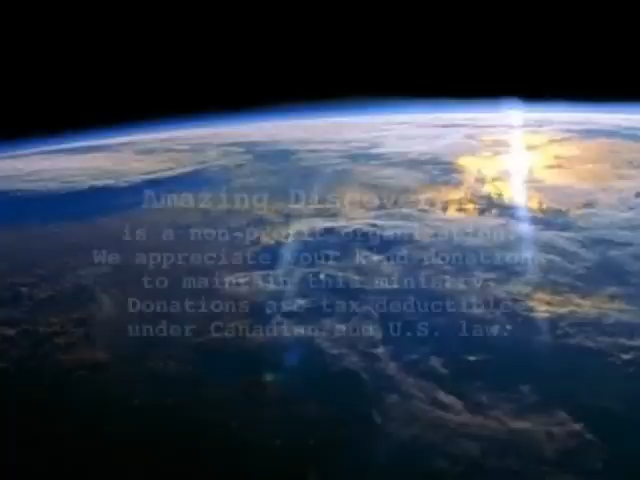 Amazing Discoveries
is a non-profit organization.
We appreciate your kind donations
to maintain this ministry.
Donations are tax-deductible
under Canadian and U.S. law.